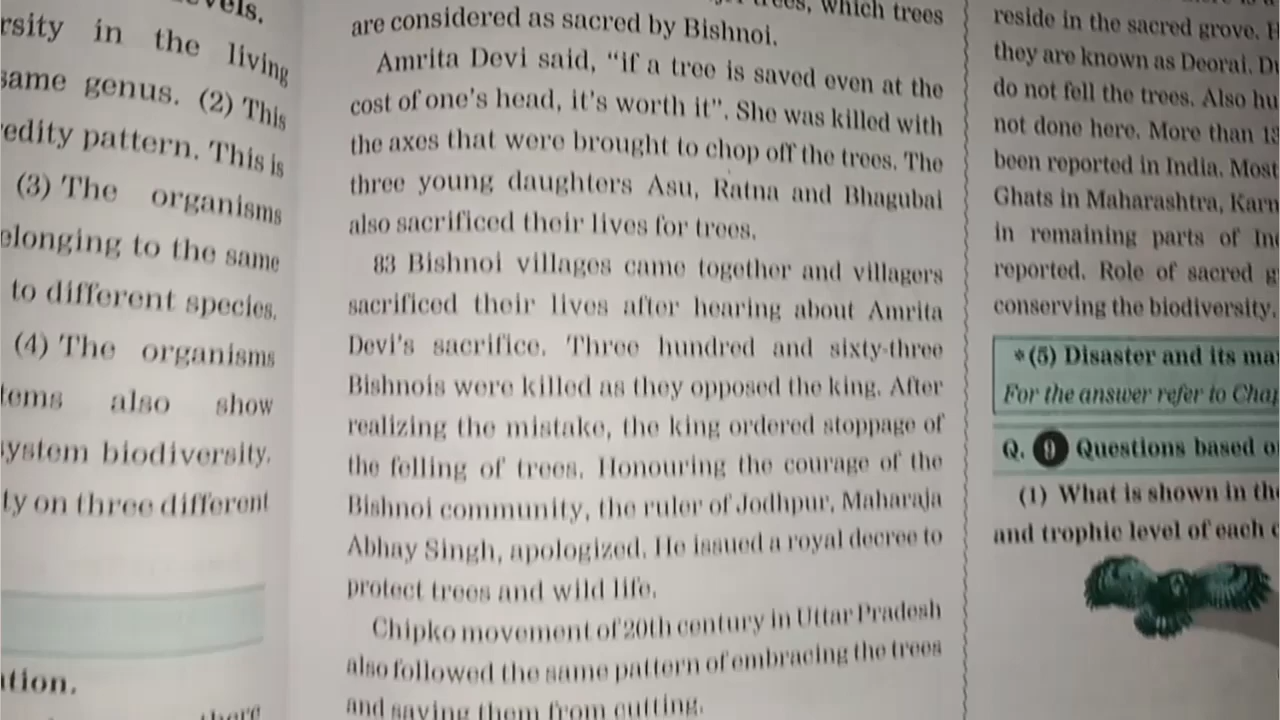 rsity in the living
same genus. (2) This
edity pattern. This is
(3) The organisms
elonging to the same
to different species.
(4) The organisms
tems also show
system biodiversity.
ty on three different
ation.
trees, which trees
are considered as sacred by Bishnoi.
Amrita Devi said, “if a tree is saved even at the
cost of one’s head, it’s worth it”. She was killed with
the axes that were brought to chop off the trees. The
three young daughters Asu, Ratna and Bhagubai
also sacrificed their lives for trees.
83 Bishnoi villages came together and villagers
sacrificed their lives after hearing about Amrita
Devi’s sacrifice. Three hundred and sixty-three
Bishnois were killed as they opposed the king. After
realizing the mistake, the king ordered stoppage of
the felling of trees. Honouring the courage of the
Bishnoi community, the ruler of Jodhpur, Maharaja
Abhay Singh, apologized. He issued a royal decree to
protect trees and wild life.
Chipko movement of 20th century in Uttar Pradesh
also followed the same pattern of embracing the trees
and saving them from cutting.
reside in the sacred grove.
they are known as Deorai.
do not fell the trees. Also hu
not done here. More than 13
been reported in India. Most
Ghats in Maharashtra, Karn
in remaining parts of In
reported. Role of sacred g
conserving the biodiversity.
*(5) Disaster and its ma
For the answer refer to Chap
Q. 9 Questions based o
(1) What is shown in the
and trophic level of each